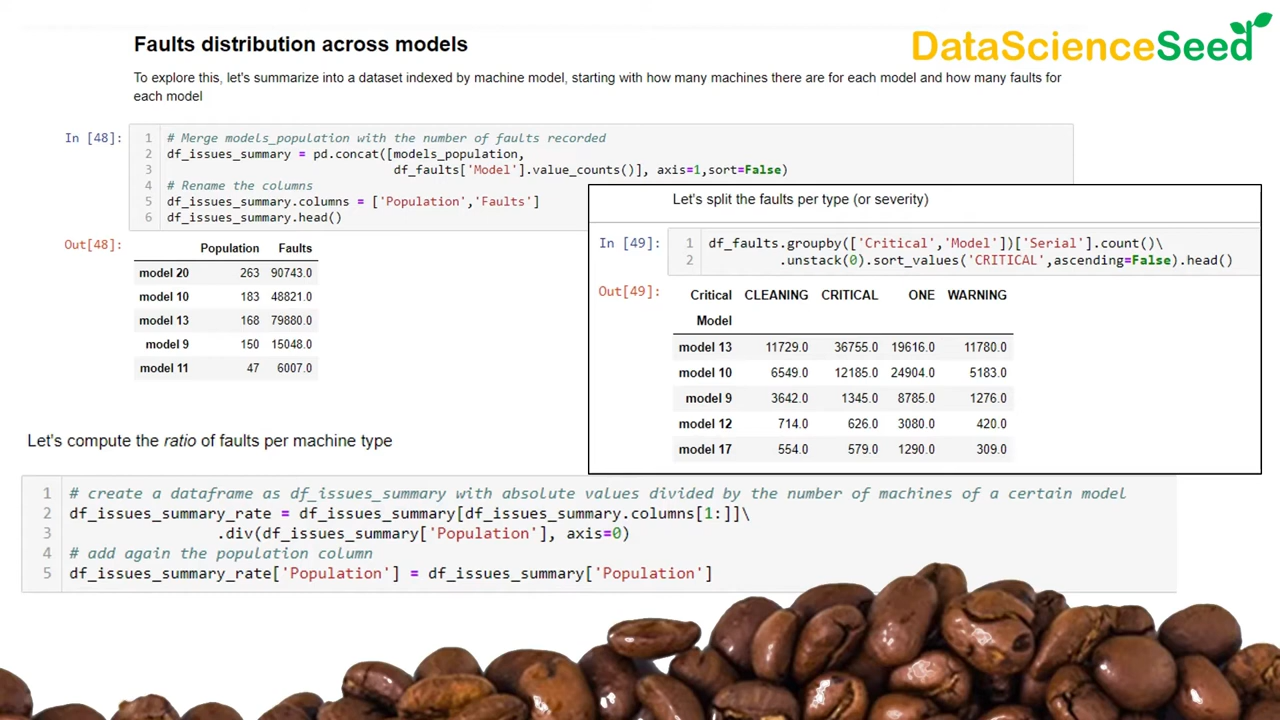 DataScienceSeed
Faults distribution across models
To explore this, let's summarize into a dataset indexed by machine model, starting with how many machines there are for each model and how many faults for
each model
In [48]:
1 # Merge models_population with the number of faults recorded
2 df_issues_summary = pd.concat([models_population,
3 df_faults['Model'].value_counts()], axis=1,sort=False)
4 # Rename the columns
5 df_issues_summary.columns = ['Population','Faults']
6 df_issues_summary.head()
Out[48]:
Population Faults
model 20 263 90743.0
model 10 183 48821.0
model 13 168 79880.0
model 9 150 15048.0
model 11 47 6007.0
Let's split the faults per type (or severity)
In [49]:
1 df_faults.groupby(['Critical','Model'])['Serial'].count()\
2 .unstack(0).sort_values('CRITICAL',ascending=False).head()
Out[49]:
Critical CLEANING CRITICAL ONE WARNING
Model
model 13 11729.0 36755.0 19616.0 11780.0
model 10 6549.0 12185.0 24904.0 5183.0
model 9 3642.0 1345.0 8785.0 1276.0
model 12 714.0 626.0 3080.0 420.0
model 17 554.0 579.0 1290.0 309.0
Let's compute the ratio of faults per machine type
1 # create a dataframe as df_issues_summary with absolute values divided by the number of machines of a certain model
2 df_issues_summary_rate = df_issues_summary[df_issues_summary.columns[1:]]\
3 .div(df_issues_summary['Population'], axis=0)
4 # add again the population column
5 df_issues_summary_rate['Population'] = df_issues_summary['Population']